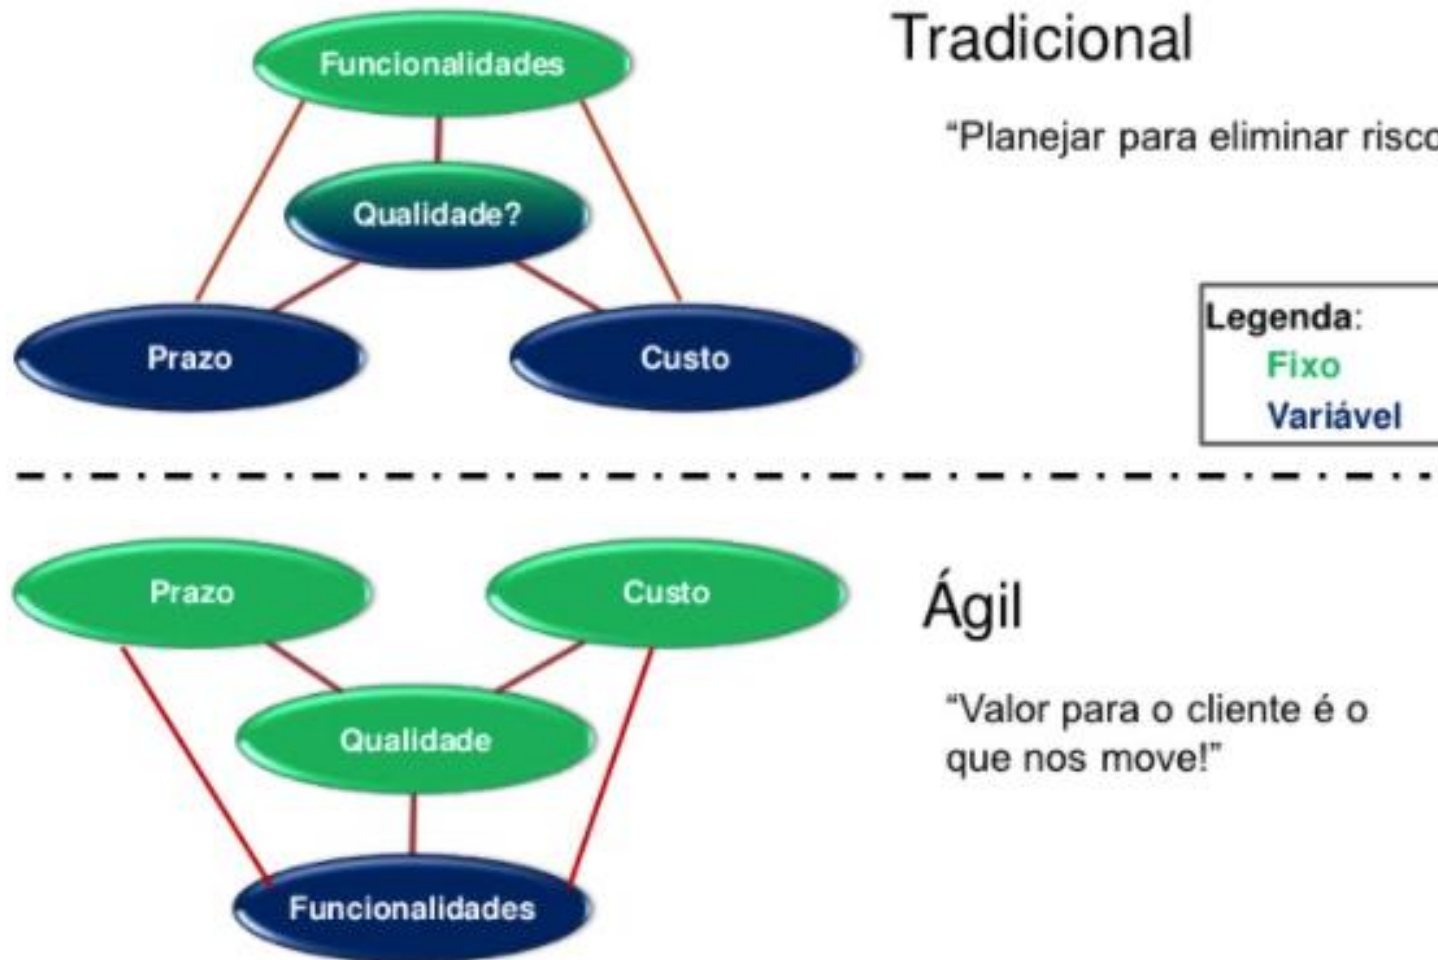 Tradicional
"Planejar para eliminar risco
Funcionalidades
Qualidade?
Prazo
Custo
Legenda:
Fixo
Variável
Ágil
"Valor para o cliente é o
que nos move!"
Prazo
Custo
Qualidade
Funcionalidades